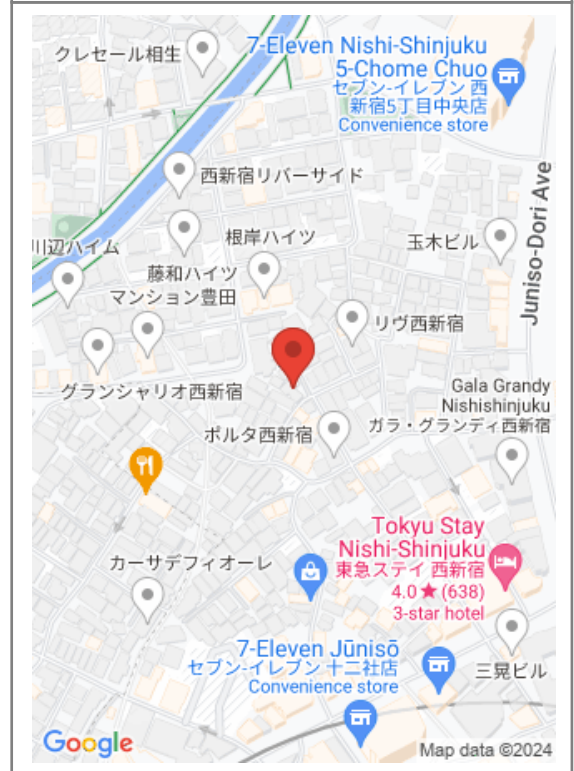 クレセール相生
7-Eleven Nishi-Shinjuku
5-Chome Chuo
セブン-イレブン 西
新宿5丁目中央店
Convenience store
西新宿リバーサイド
Juniso-Dori Ave
川辺ハイム
根岸ハイツ
玉木ビル
藤和ハイツ
マンション豊田
リヴ西新宿
グランシャリオ西新宿
Gala Grandy
Nishishinjuku
ガラ・グランディ西新宿
ポルタ西新宿
Tokyu Stay
Nishi-Shinjuku
東急ステイ 西新宿
4.0★(638)
3-star hotel
カーサデフィオーレ
7-Eleven Jūnisō
セブン-イレブン 十二社店
Convenience store
三晃ビル
Google
Map data ©2024